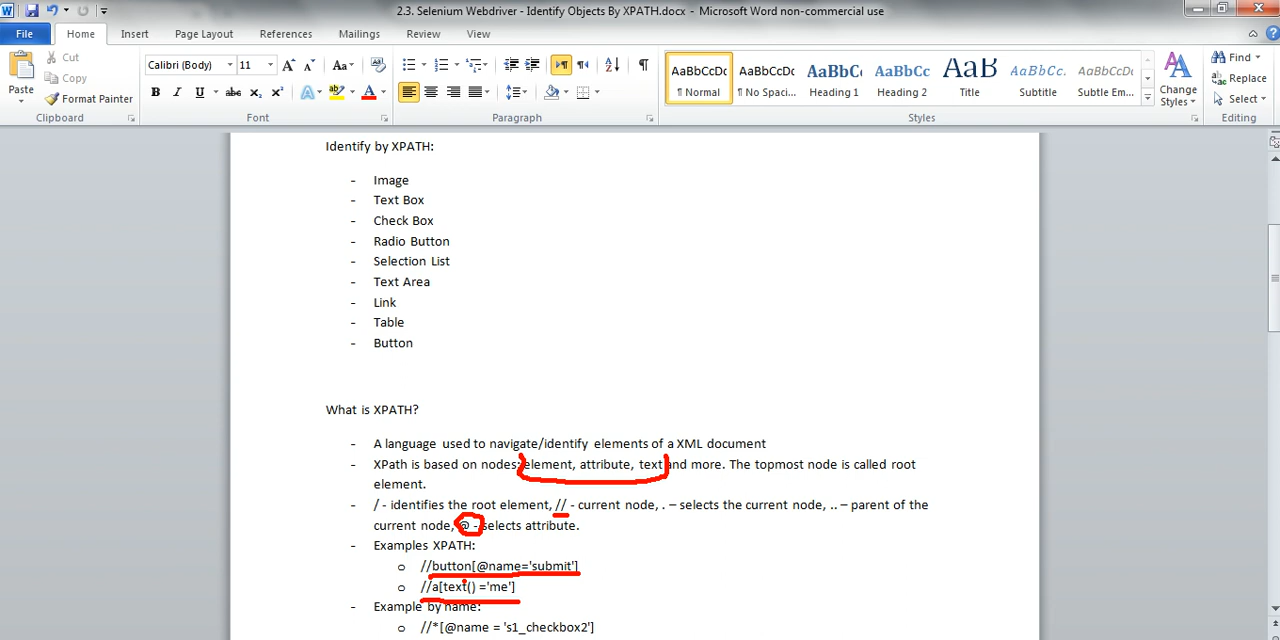 2.3. Selenium Webdriver - Identify Objects By XPATH.docx - Microsoft Word non-commercial use
File Home Insert Page Layout References Mailings Review View
Paste
Cut
Copy
Format Painter
Clipboard
Calibri (Body) 11
Font
Paragraph
AaBbCcDc AaBbCcDc AaBbC AaBbCc AaB AaBbCc. AaBbCcDc
¶ Normal ¶ No Spaci... Heading 1 Heading 2 Title Subtitle Subtle Em...
Change Styles
Styles
Find
Replace
Select
Editing
Identify by XPATH:
- Image
- Text Box
- Check Box
- Radio Button
- Selection List
- Text Area
- Link
- Table
- Button
What is XPATH?
- A language used to navigate/identify elements of a XML document
- XPath is based on nodes: element, attribute, text and more. The topmost node is called root
element.
- / - identifies the root element, // - current node, . – selects the current node, .. – parent of the
current node, @ - selects attribute.
- Examples XPATH:
o //button[@name='submit']
o //a[text() ='me']
- Example by name:
o //*[@name = 's1_checkbox2']